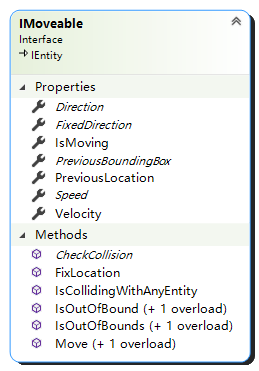 IMoveable
Interface
IEntity
Properties
Direction
FixedDirection
IsMoving
PreviousBoundingBox
PreviousLocation
Speed
Velocity
Methods
CheckCollision
FixLocation
IsCollidingWithAnyEntity
IsOutOfBound (+ 1 overload)
IsOutOfBounds (+ 1 overload)
Move (+ 1 overload)